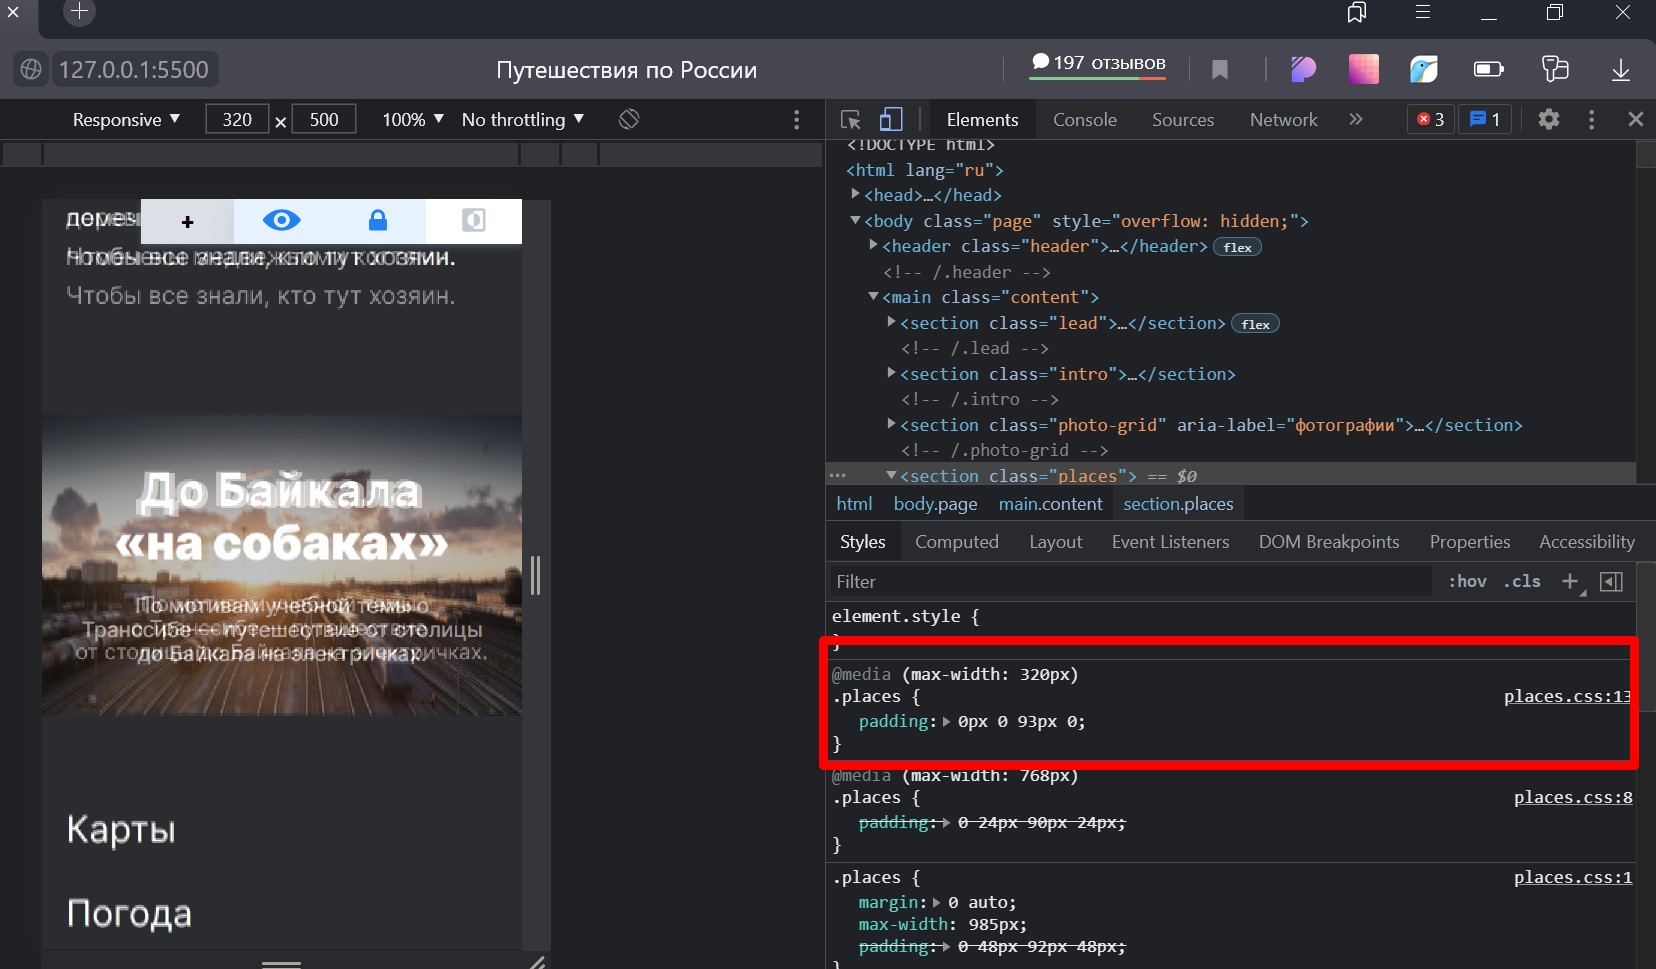 127.0.0.1:5500
Путешествия по России
197 отзывов
Responsive
320 × 500
100%
No throttling
Elements
Console
Sources
Network
3
1
<!DOCTYPE html>
<html lang="ru">
<head>…</head>
<body class="page" style="overflow: hidden;">
<header class="header">…</header> flex
<!-- /.header -->
<main class="content">
<section class="lead">…</section> flex
<!-- /.lead -->
<section class="intro">…</section>
<!-- /.intro -->
<section class="photo-grid" aria-label="фотографии">…</section>
<!-- /.photo-grid -->
<section class="places"> == $0
html body.page main.content section.places
Styles Computed Layout Event Listeners DOM Breakpoints Properties Accessibility
Filter
:hov .cls
element.style {
}
@media (max-width: 320px)
.places {
places.css:13
padding: 0px 0 93px 0;
}
@media (max-width: 768px)
.places {
places.css:8
padding: 0 24px 90px 24px;
}
.places {
places.css:1
margin: 0 auto;
max-width: 985px;
padding: 0 48px 92px 48px;
}
Чтобы все знали, кто тут хозяин.
Чтобы все знали, кто тут хозяин.
До Байкала
«на собаках»
По мотивам учебной темы о
Транссибе — путешествие от столицы
до Байкала на электричках.
Карты
Погода